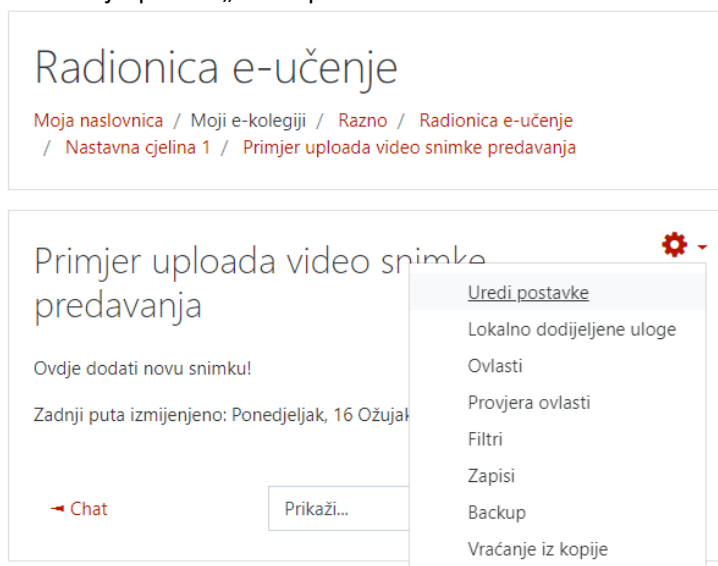 Radionica e-učenje
Moja naslovnica / Moji e-kolegiji / Razno / Radionica e-učenje
/ Nastavna cjelina 1 / Primjer uploada video snimke predavanja
Primjer uploada video snimke
predavanja
Ovdje dodati novu snimku!
Zadnji puta izmijenjeno: Ponedjeljak, 16 Ožujak
◄ Chat
Prikaži...
Uredi postavke
Lokalno dodijeljene uloge
Ovlasti
Provjera ovlasti
Filtri
Zapisi
Backup
Vraćanje iz kopije